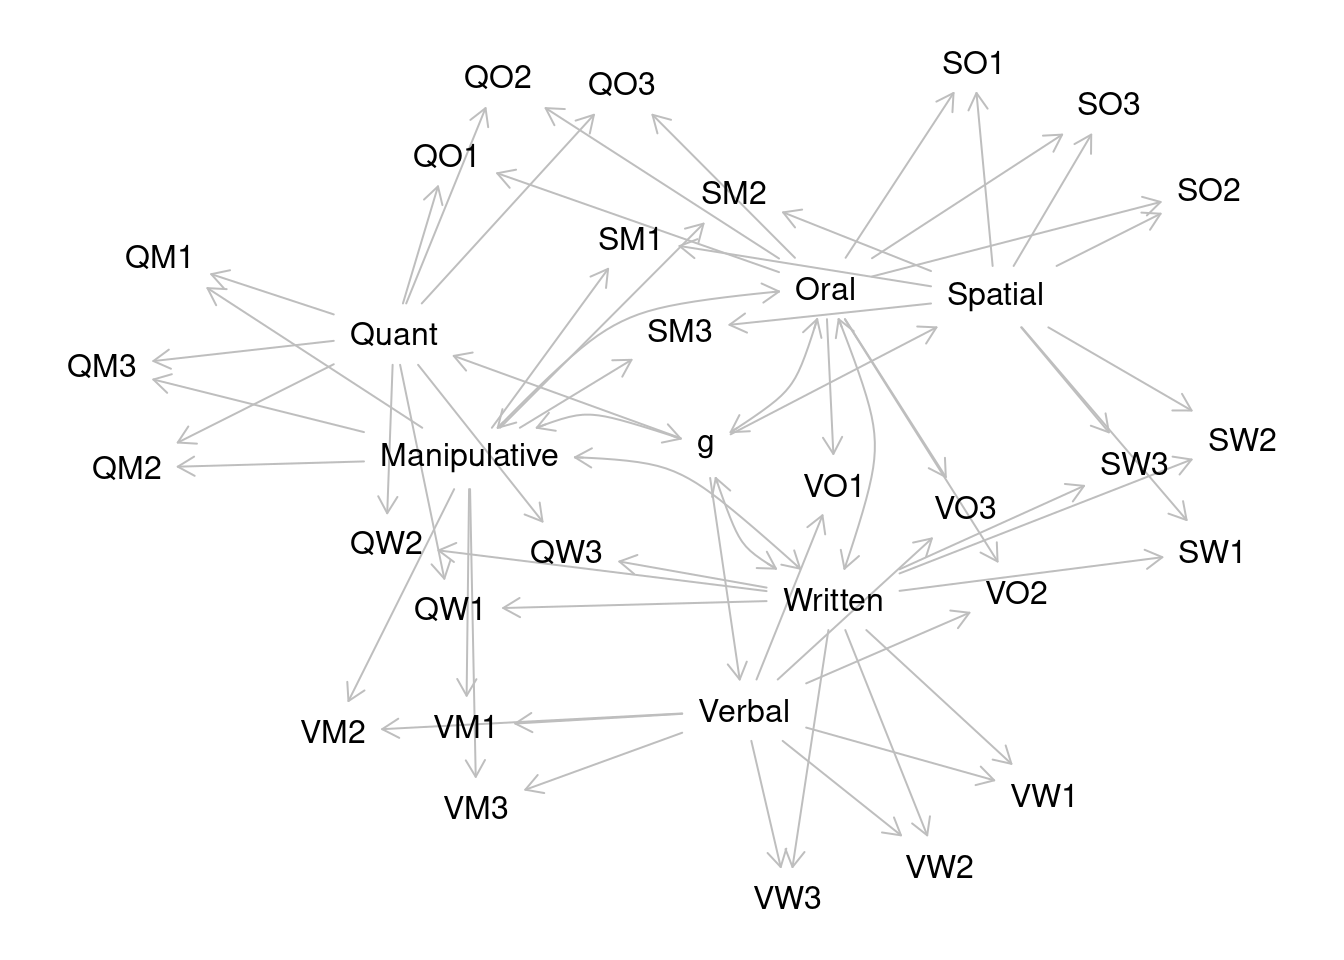 SO1
QO2
QO3
SO3
QO1
SM2
SO2
SM1
QM1
Oral
Spatial
Quant
SM3
QM3
g
SW2
Manipulative
SW3
QM2
VO1
VO3
QW2
QW3
SW1
VO2
Written
QW1
Verbal
VM1
VM2
VW1
VM3
VW2
VW3